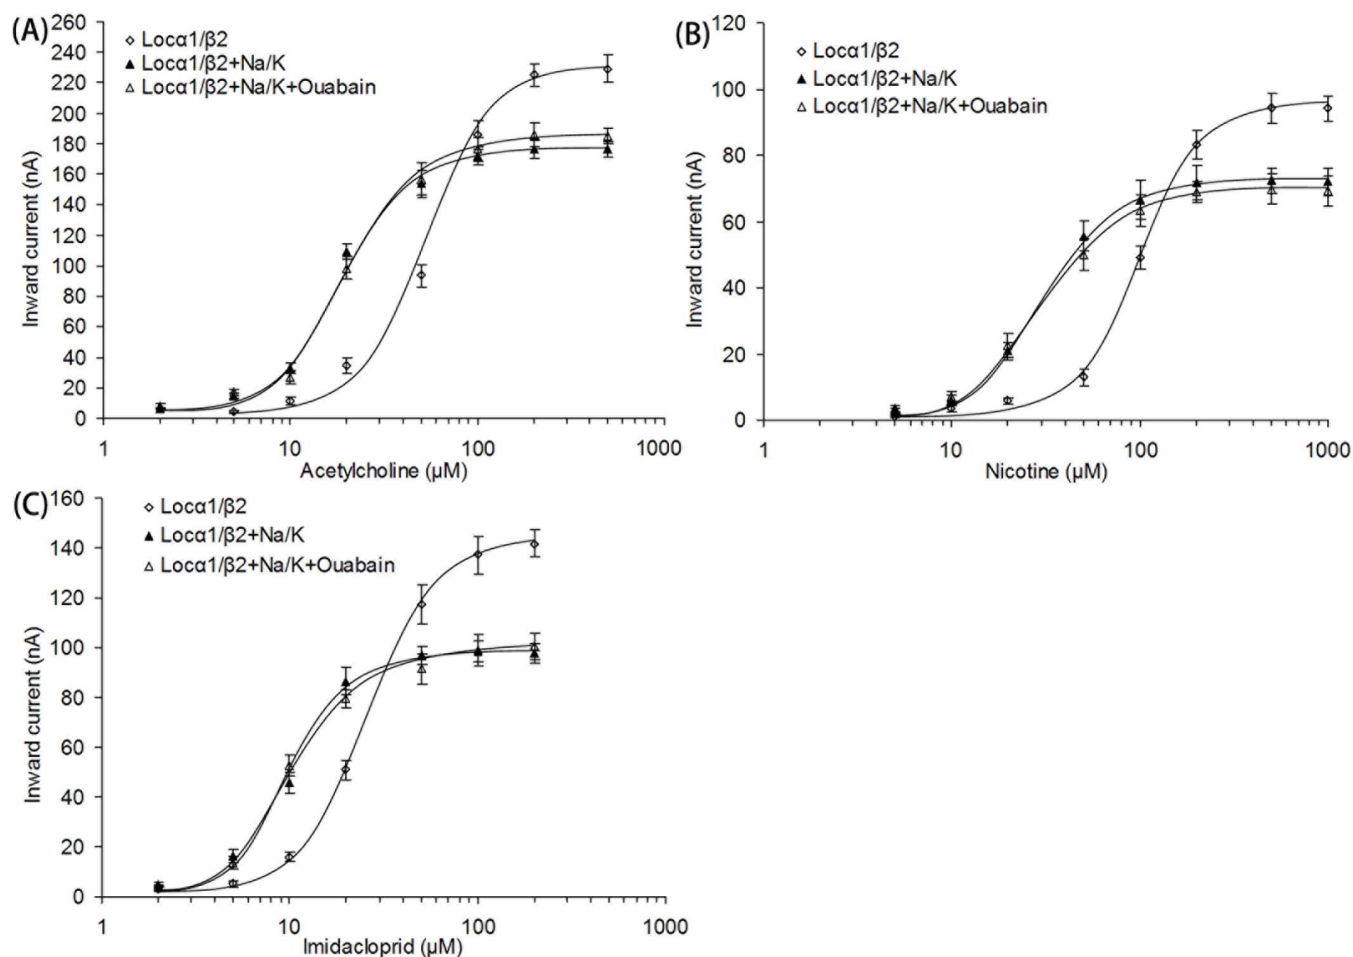 (A)
Locα1/β2
Locα1/β2+Na/K
Locα1/β2+Na/K+Ouabain
Inward current (nA)
260
240
220
200
180
160
140
120
100
80
60
40
20
0
1 10 100 1000
Acetylcholine (µM)
(B)
Locα1/β2
Locα1/β2+Na/K
Locα1/β2+Na/K+Ouabain
Inward current (nA)
120
100
80
60
40
20
0
1 10 100 1000
Nicotine (µM)
(C)
Locα1/β2
Locα1/β2+Na/K
Locα1/β2+Na/K+Ouabain
Inward current (nA)
160
140
120
100
80
60
40
20
0
1 10 100 1000
Imidacloprid (µM)